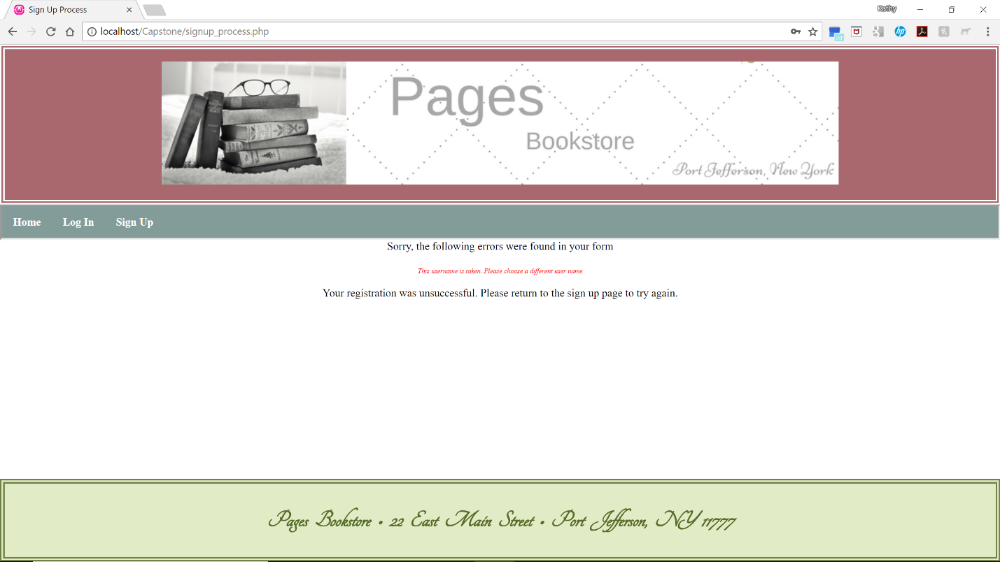 Sign Up Process
Kathy
localhost/Capstone/signup_process.php
Pages
Bookstore
Port Jefferson, New York
Home Log In Sign Up
Sorry, the following errors were found in your form
This username is taken. Please choose a different user name
Your registration was unsuccessful. Please return to the sign up page to try again.
Pages Bookstore • 22 East Main Street • Port Jefferson, NY 11777